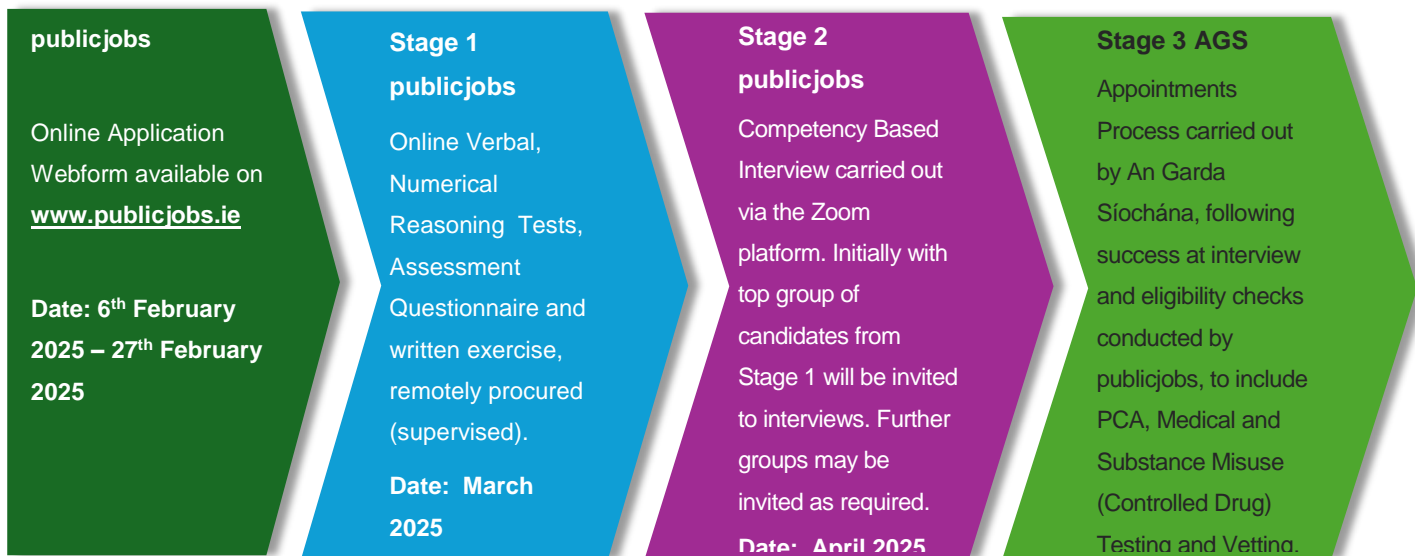 publicjobs
Online Application
Webform available on
www.publicjobs.ie
Date: 6th February
2025 – 27th February
2025
Stage 1
publicjobs
Online Verbal,
Numerical
Reasoning Tests,
Assessment
Questionnaire and
written exercise,
remotely procured
(supervised).
Date: March
2025
Stage 2
publicjobs
Competency Based
Interview carried out
via the Zoom
platform. Initially with
top group of
candidates from
Stage 1 will be invited
to interviews. Further
groups may be
invited as required.
Date: April 2025
Stage 3 AGS
Appointments
Process carried out
by An Garda
Síochána, following
success at interview
and eligibility checks
conducted by
publicjobs, to include
PCA, Medical and
Substance Misuse
(Controlled Drug)
Testing and Vetting.